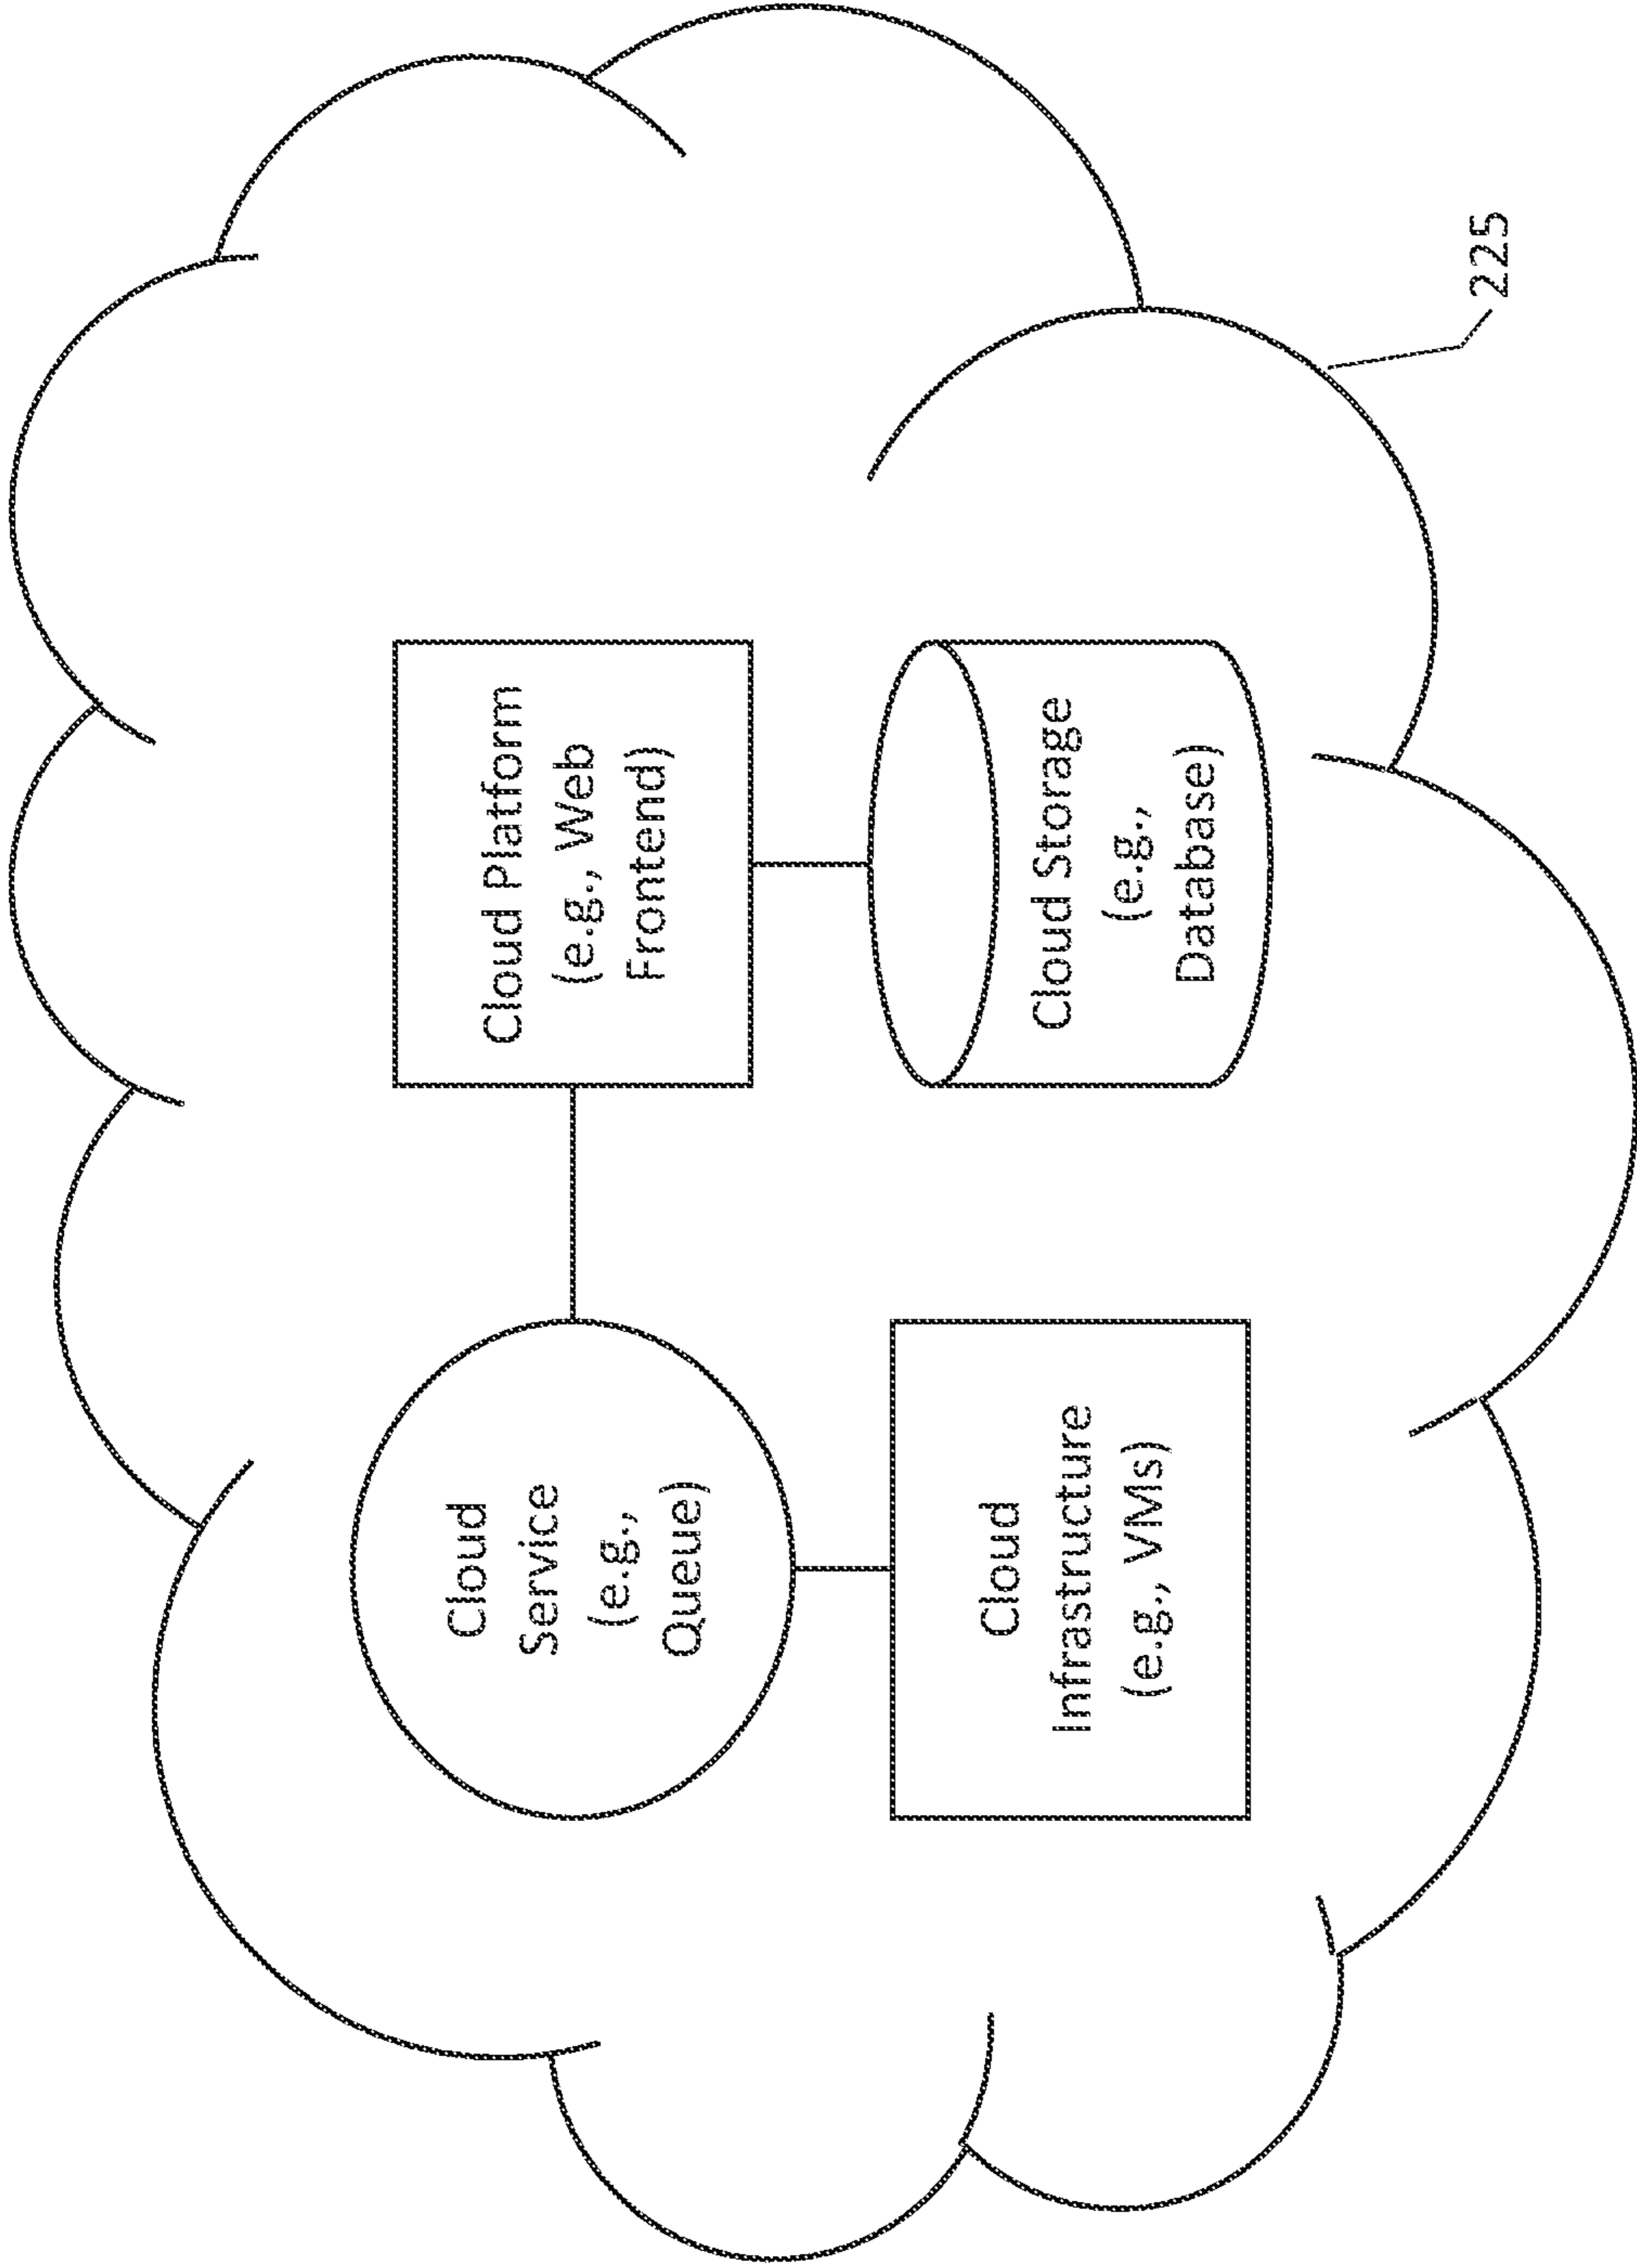 Cloud
Service
(e.g.,
Queue)
Cloud Platform
(e.g., Web
Frontend)
Cloud
Infrastructure
(e.g., VMs)
Cloud Storage
(e.g.,
Database)
225